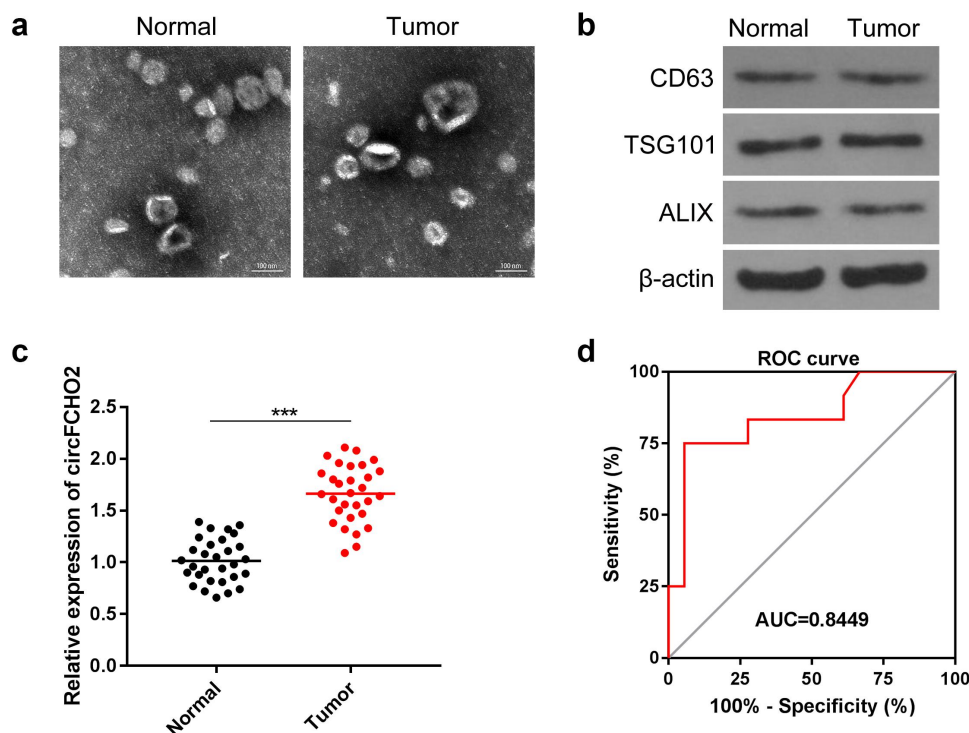 a
Normal
Tumor
100 nm
100 nm
b
Normal
Tumor
CD63
TSG101
ALIX
β-actin
c
Relative expression of circFCHO2
2.5
2.0
1.5
1.0
0.5
0.0
***
Normal
Tumor
d
ROC curve
Sensitivity (%)
100
75
50
25
0
AUC=0.8449
0
25
50
75
100
100% - Specificity (%)